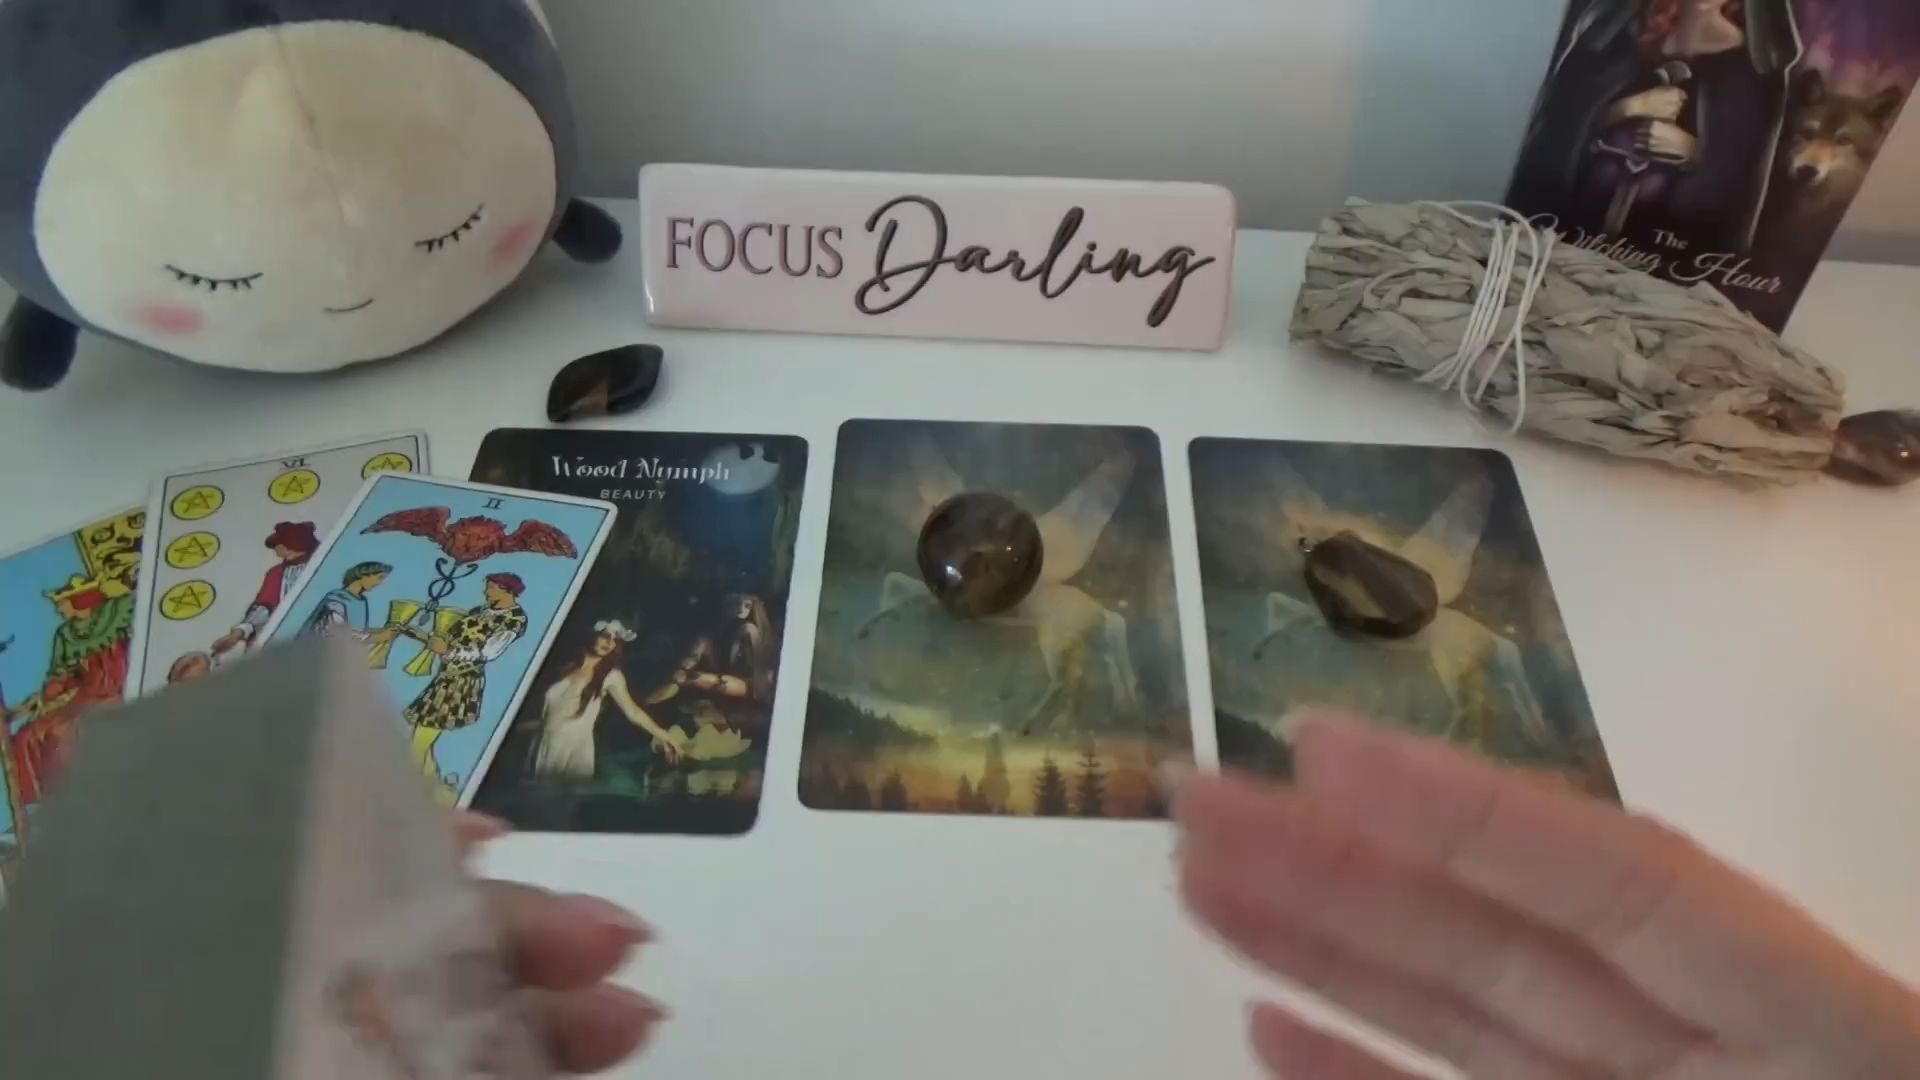 FOCUS Darling
The
Witching Hour
VI
II
Wood Nymph
BEAUTY